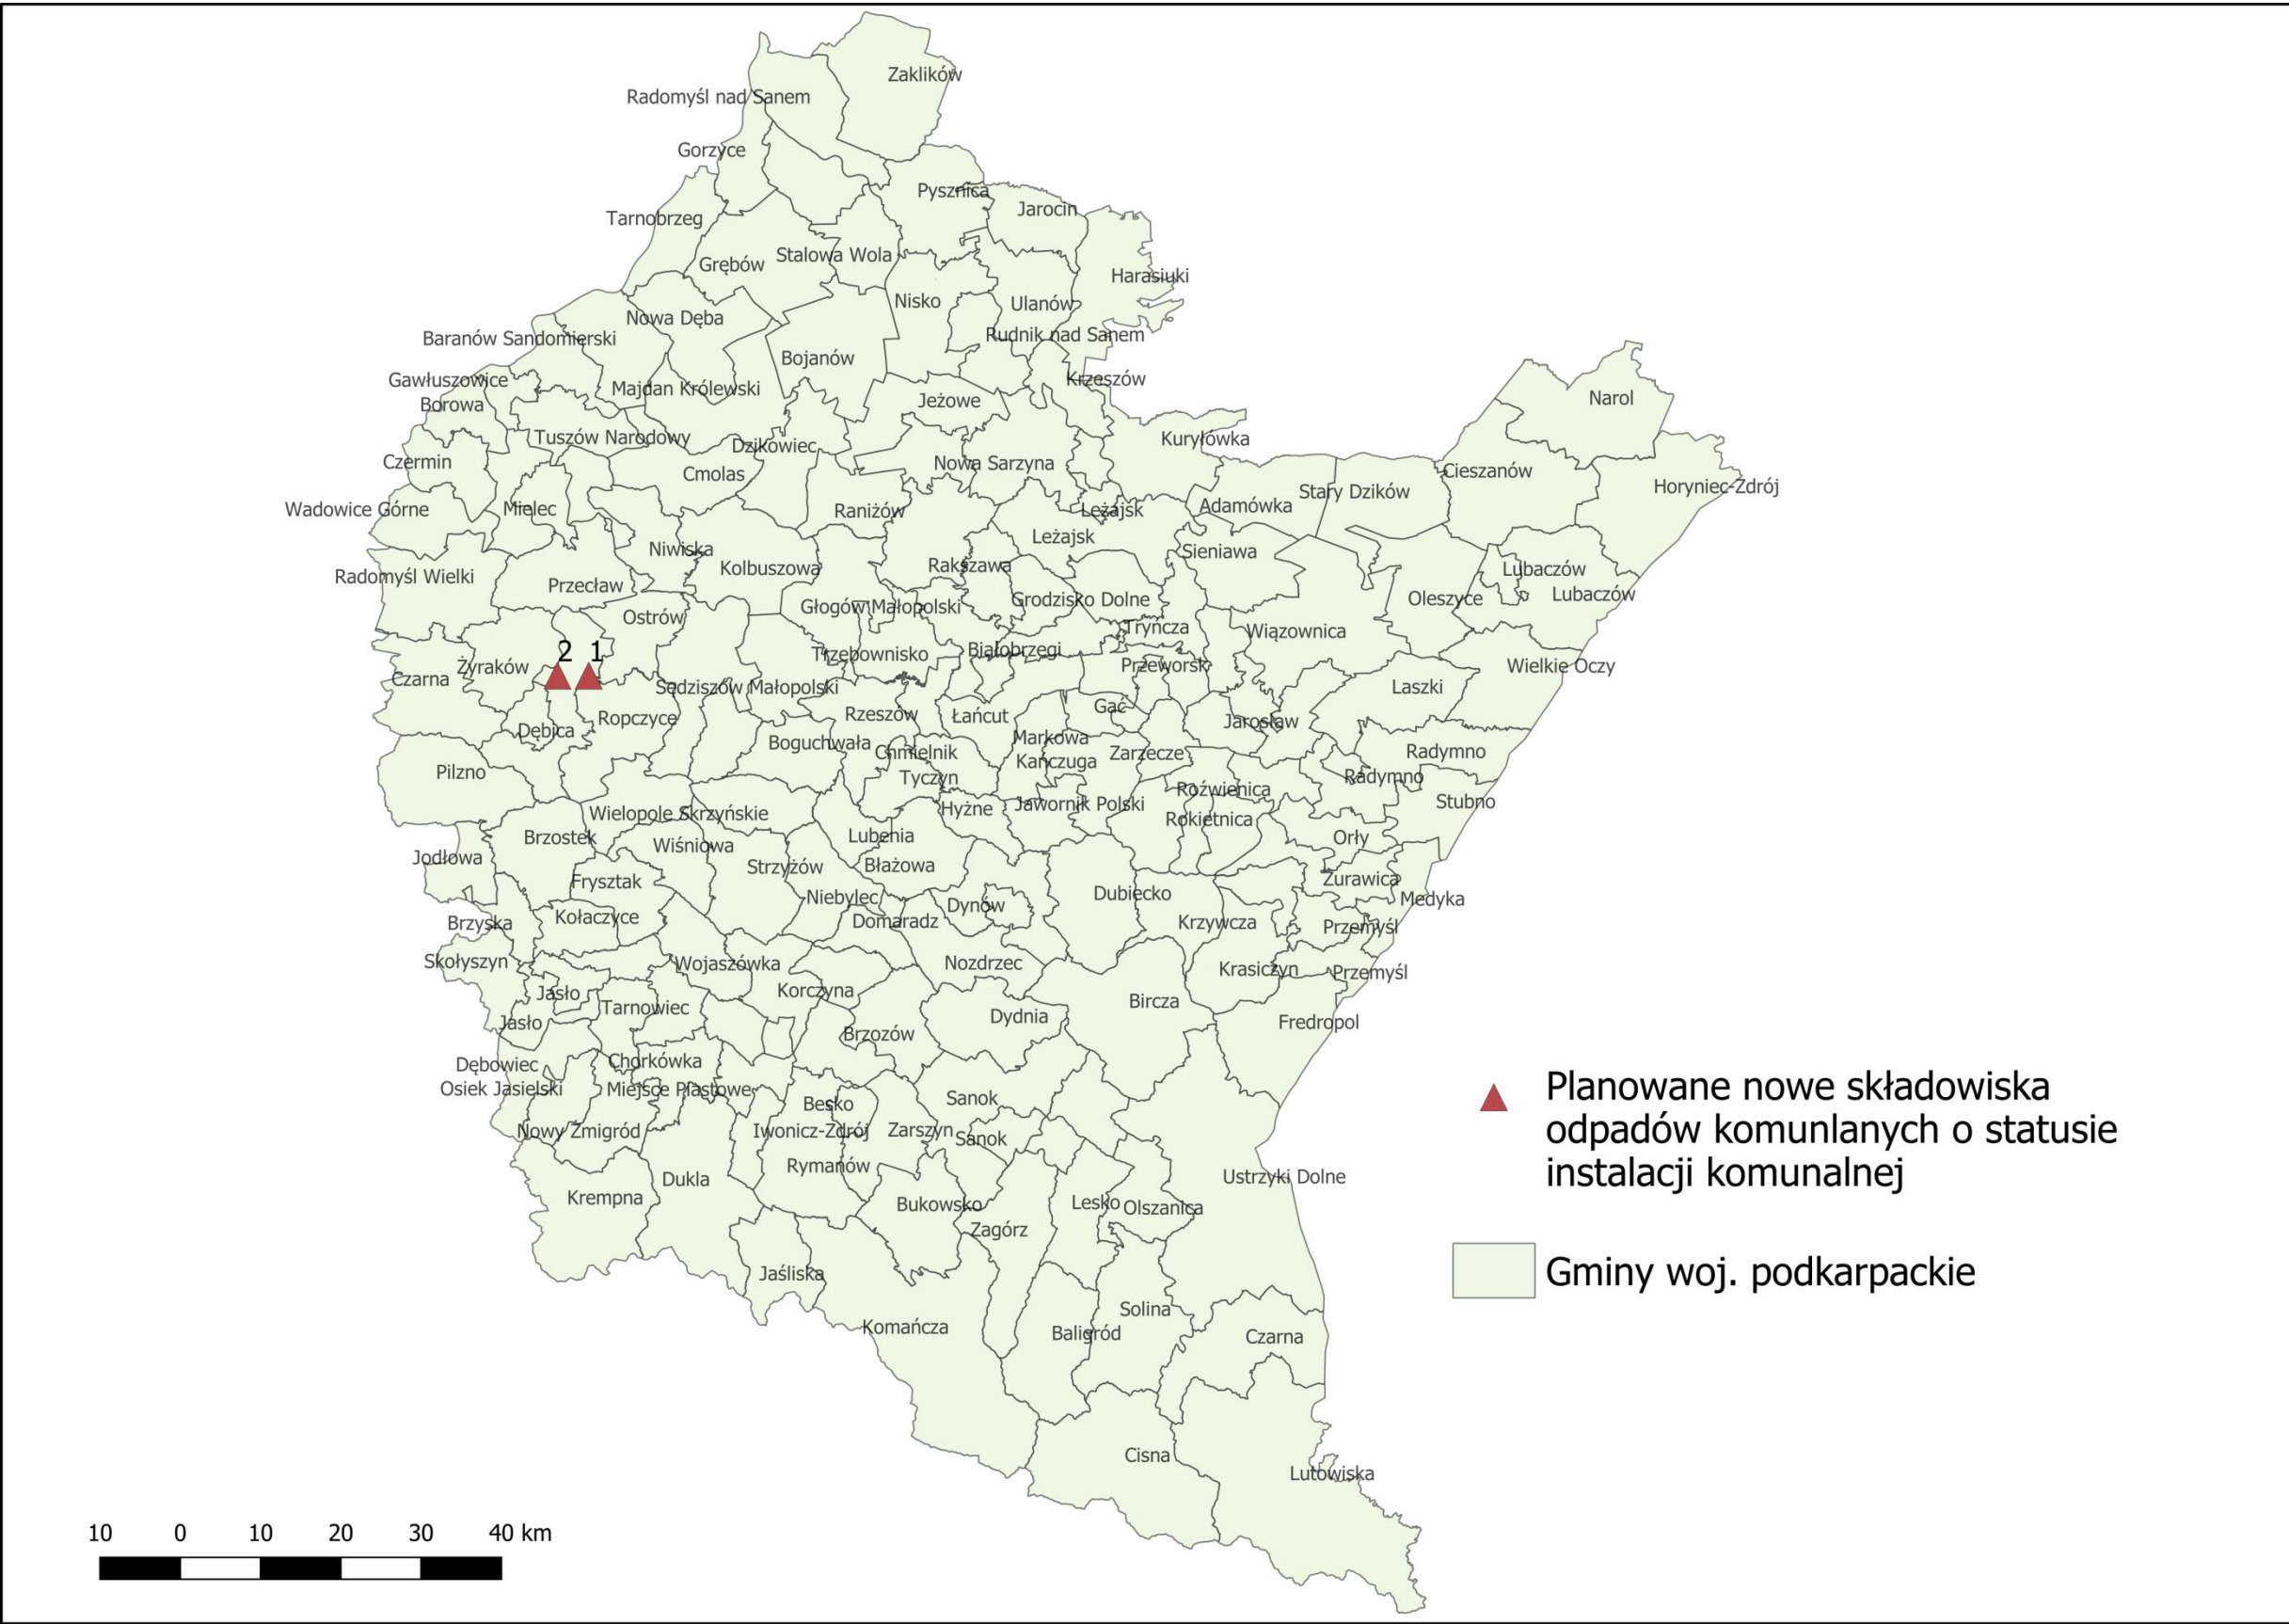 Zaklików
Radomyśl nad Sanem
Gorzyce
Pysznica
Jarocin
Tarnobrzeg
Stalowa Wola
Grębów
Harasiuki
Nisko
Ulanów
Nowa Dęba
Rudnik nad Sanem
Baranów Sandomierski
Bojanów
Krzeszów
Gawłuszowice
Majdan Królewski
Narol
Jeżowe
Borowa
Tuszów Narodowy
Kuryłówka
Dzikowiec
Czermin
Nowa Sarzyna
Cieszanów
Cmolas
Horyniec-Zdrój
Stary Dzików
Adamówka
Wadowice Górne
Mielec
Leżajsk
Raniżów
Leżajsk
Niwiska
Sieniawa
Rakszawa
Kolbuszowa
Lubaczów
Radomyśl Wielki
Przecław
Lubaczów
Oleszyce
Grodzisko Dolne
Głogów Małopolski
Ostrów
Tryńcza
Wiązownica
2 1
Białobrzegi
Trzebownisko
Przeworsk
Wielkie Oczy
Żyraków
Czarna
Sędziszów Małopolski
Laszki
Gać
Rzeszów
Łańcut
Ropczyce
Jarosław
Dębica
Markowa
Boguchwała
Chmielnik
Zarzecze
Radymno
Kańczuga
Pilzno
Tyczyn
Radymno
Roźwienica
Stubno
Jawornik Polski
Hyżne
Wielopole Skrzyńskie
Rokietnica
Lubenia
Orły
Brzostek
Wiśniowa
Jodłowa
Strzyżów
Błażowa
Żurawica
Frysztak
Dubiecko
Niebylec
Medyka
Dynów
Kołaczyce
Domaradz
Krzywcza
Brzyska
Przemyśl
Skołyszyn
Wojaszówka
Nozdrzec
Krasiczyn
Przemyśl
Korczyna
Jasło
Bircza
Tarnowiec
Dydnia
Jasło
Fredropol
Brzozów
Chorkówka
Dębowiec
Osiek Jasielski
Miejsce Piastowe
Sanok
Besko
Nowy Żmigród
Iwonicz-Zdrój
Zarszyn
Sanok
Rymanów
Dukla
Ustrzyki Dolne
Krempna
Bukowsko
Lesko
Olszanica
Zagórz
Jaśliska
Solina
Komańcza
Baligród
Czarna
Cisna
Lutowiska
Planowane nowe składowiska
odpadów komunlanych o statusie
instalacji komunalnej
Gminy woj. podkarpackie
10 0 10 20 30 40 km